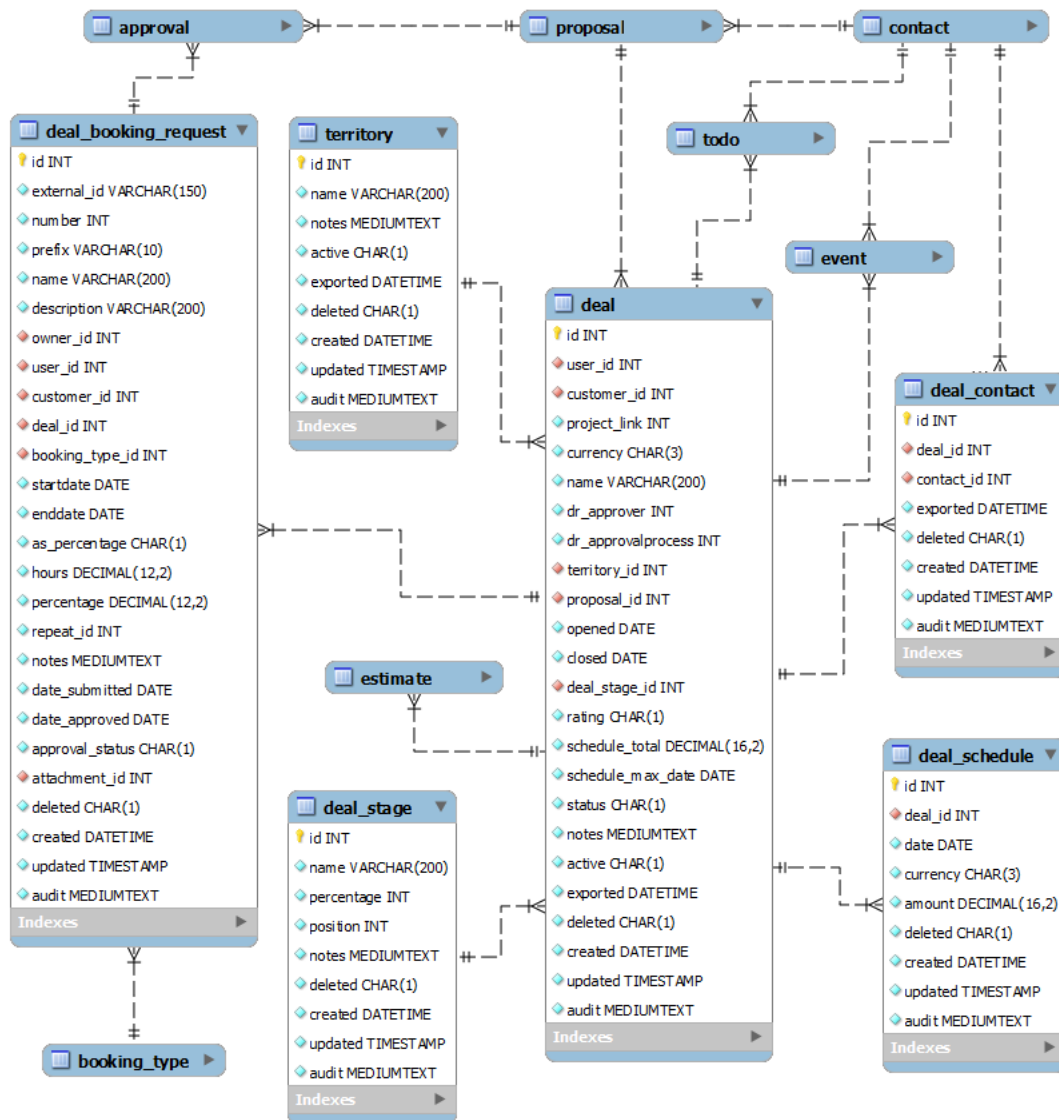 approval
proposal
contact
deal_booking_request
id INT
external_id VARCHAR(150)
number INT
prefix VARCHAR(10)
name VARCHAR(200)
description VARCHAR(200)
owner_id INT
user_id INT
customer_id INT
deal_id INT
booking_type_id INT
startdate DATE
enddate DATE
as_percentage CHAR(1)
hours DECIMAL(12,2)
percentage DECIMAL(12,2)
repeat_id INT
notes MEDIUMTEXT
date_submitted DATE
date_approved DATE
approval_status CHAR(1)
attachment_id INT
deleted CHAR(1)
created DATETIME
updated TIMESTAMP
audit MEDIUMTEXT
Indexes
booking_type
territory
id INT
name VARCHAR(200)
notes MEDIUMTEXT
active CHAR(1)
exported DATETIME
deleted CHAR(1)
created DATETIME
updated TIMESTAMP
audit MEDIUMTEXT
Indexes
estimate
deal_stage
id INT
name VARCHAR(200)
percentage INT
position INT
notes MEDIUMTEXT
deleted CHAR(1)
created DATETIME
updated TIMESTAMP
audit MEDIUMTEXT
Indexes
todo
event
deal
id INT
user_id INT
customer_id INT
project_link INT
currency CHAR(3)
name VARCHAR(200)
dr_approver INT
dr_approvalprocess INT
territory_id INT
proposal_id INT
opened DATE
closed DATE
deal_stage_id INT
rating CHAR(1)
schedule_total DECIMAL(16,2)
schedule_max_date DATE
status CHAR(1)
notes MEDIUMTEXT
active CHAR(1)
exported DATETIME
deleted CHAR(1)
created DATETIME
updated TIMESTAMP
audit MEDIUMTEXT
Indexes
deal_contact
id INT
deal_id INT
contact_id INT
exported DATETIME
deleted CHAR(1)
created DATETIME
updated TIMESTAMP
audit MEDIUMTEXT
Indexes
deal_schedule
id INT
deal_id INT
date DATE
currency CHAR(3)
amount DECIMAL(16,2)
deleted CHAR(1)
created DATETIME
updated TIMESTAMP
audit MEDIUMTEXT
Indexes